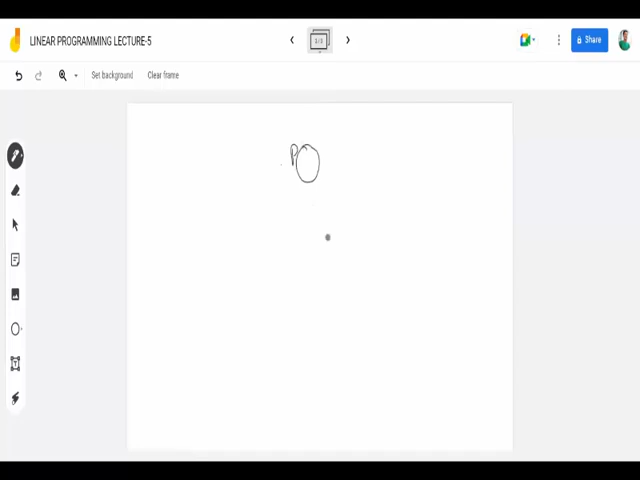 LINEAR PROGRAMMING LECTURE-5
Share
Set background
Clear frame
P
T